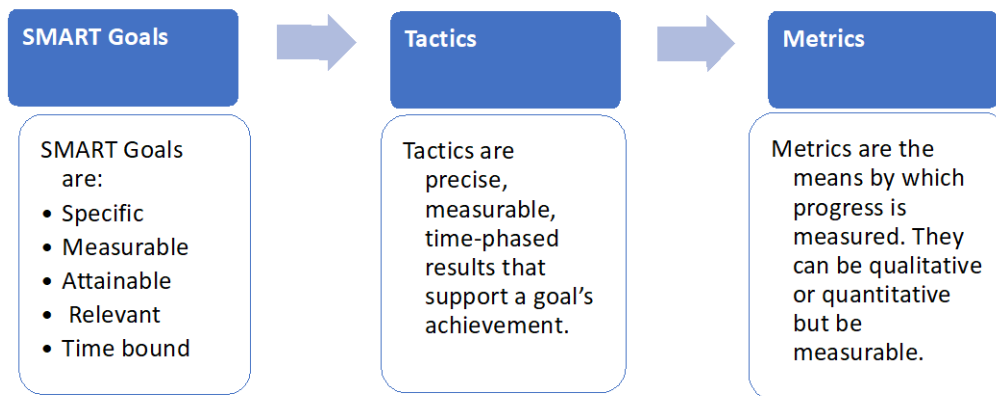 SMART Goals
SMART Goals
are:
• Specific
• Measurable
• Attainable
• Relevant
• Time bound
Tactics
Tactics are
precise,
measurable,
time-phased
results that
support a goal’s
achievement.
Metrics
Metrics are the
means by which
progress is
measured. They
can be qualitative
or quantitative
but be
measurable.